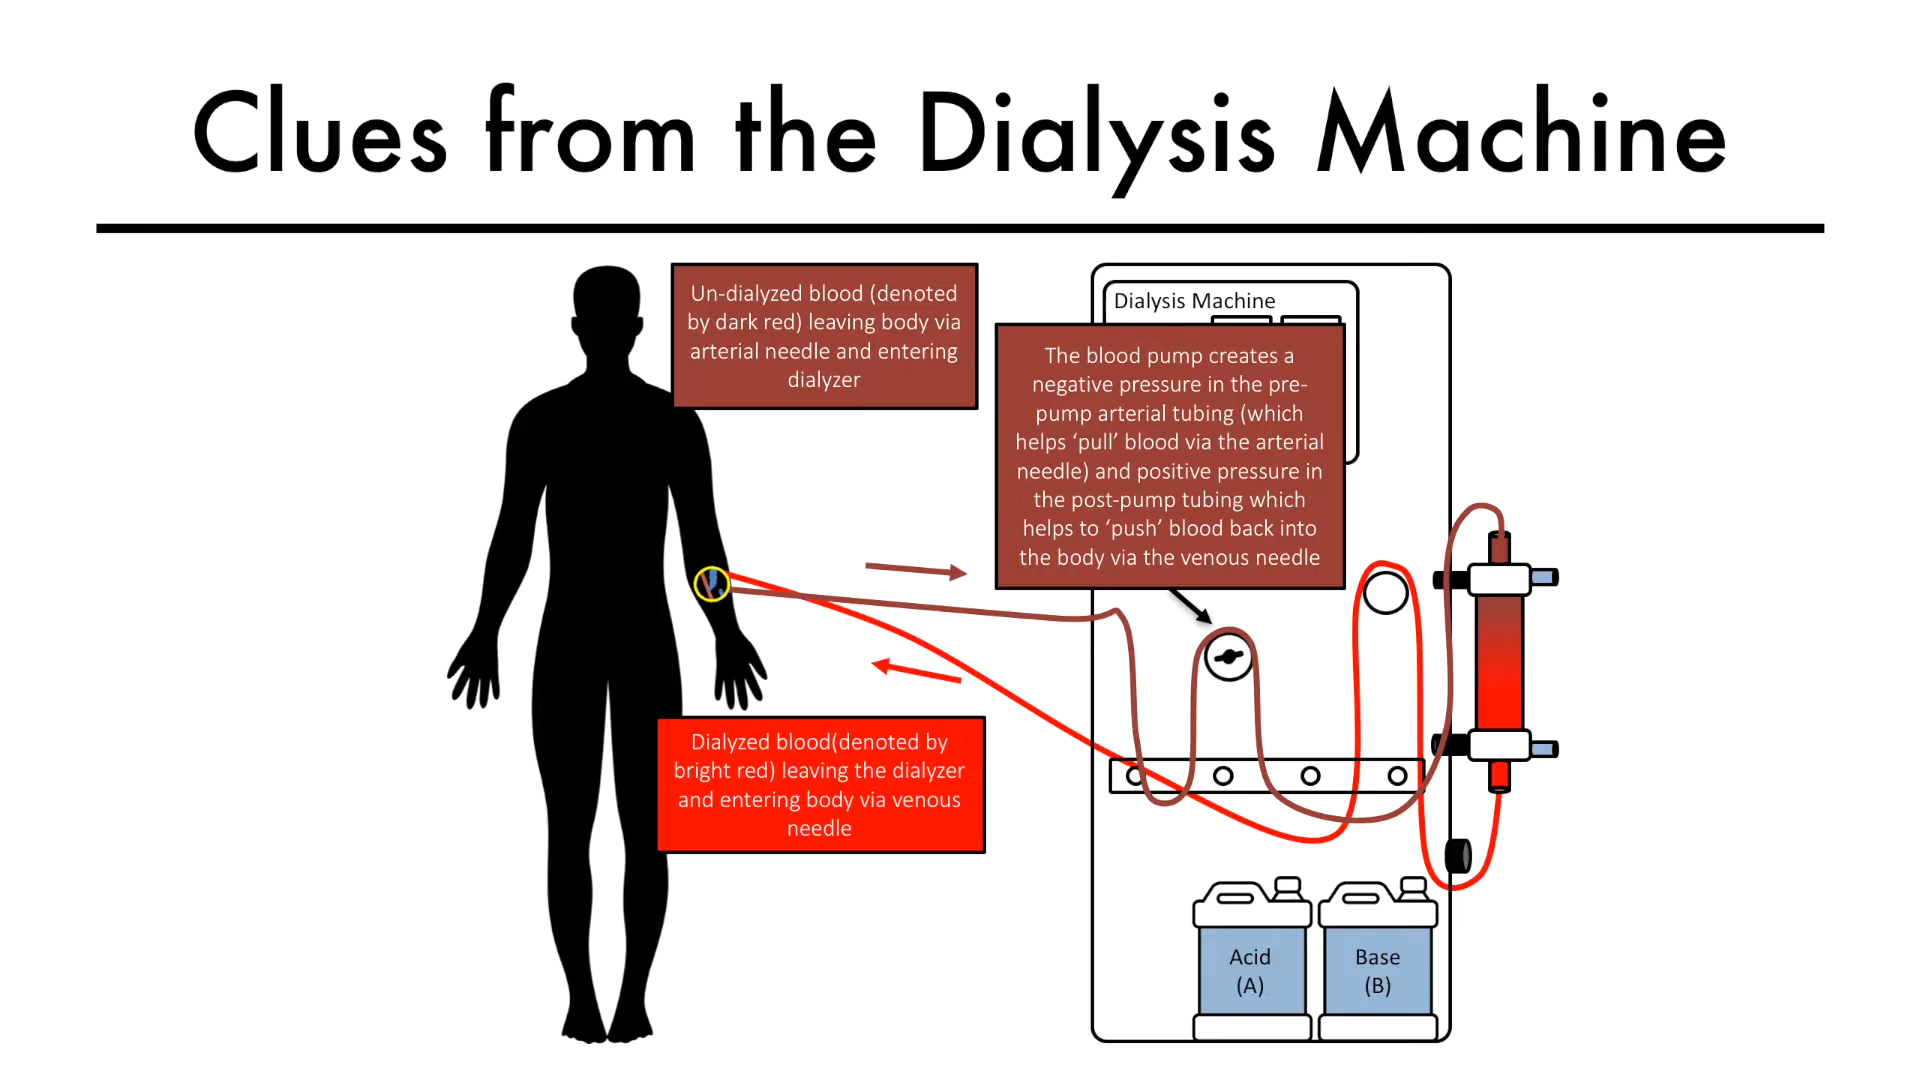 Clues from the Dialysis Machine
Un-dialyzed blood (denoted
by dark red) leaving body via
arterial needle and entering
dialyzer
Dialysis Machine
The blood pump creates a
negative pressure in the pre-
pump arterial tubing (which
helps ‘pull’ blood via the arterial
needle) and positive pressure in
the post-pump tubing which
helps to ‘push’ blood back into
the body via the venous needle
Dialyzed blood(denoted by
bright red) leaving the dialyzer
and entering body via venous
needle
Acid
(A)
Base
(B)